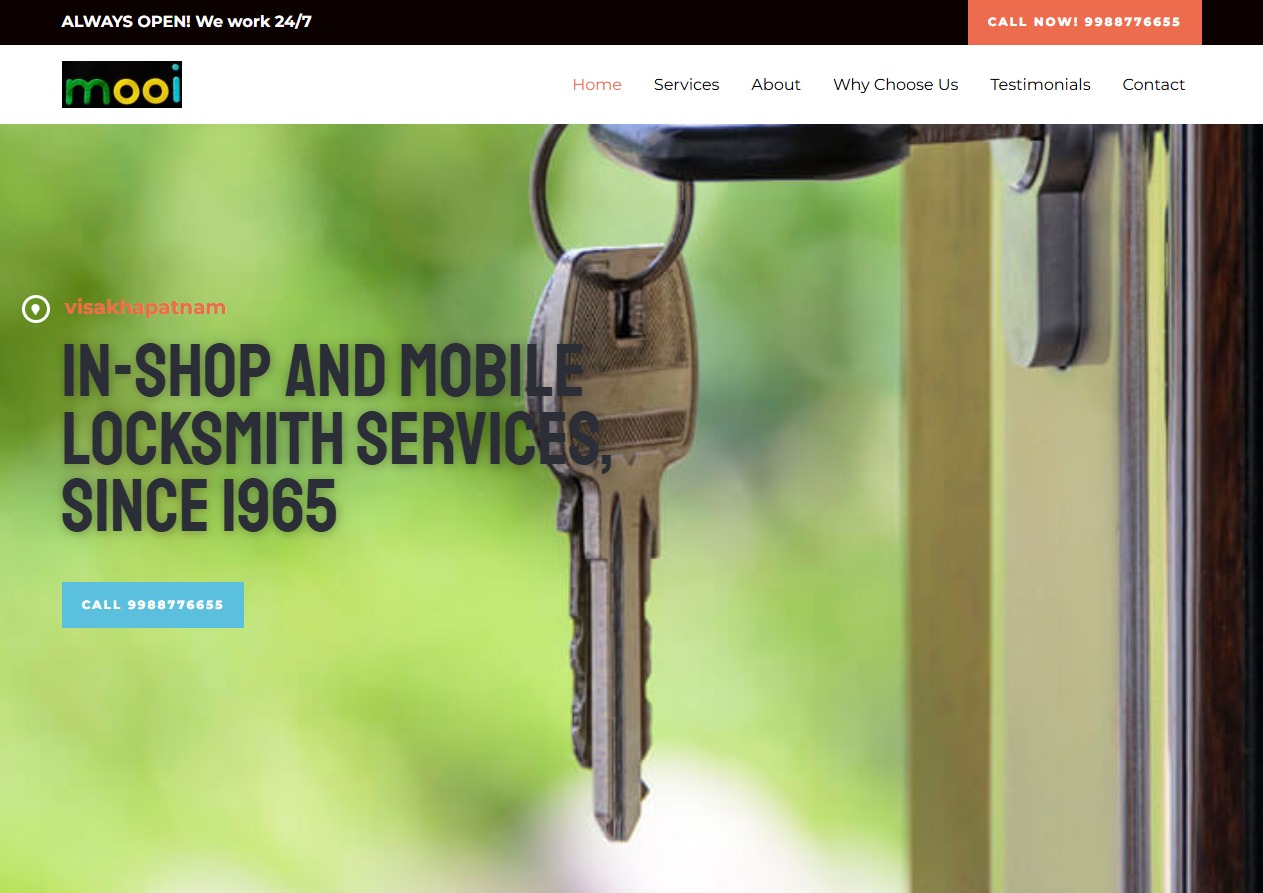 ALWAYS OPEN! We work 24/7
CALL NOW! 9988776655
mooi
Home Services About Why Choose Us Testimonials Contact
visakhapatnam
IN-SHOP AND MOBILE
LOCKSMITH SERVICES,
SINCE 1965
CALL 9988776655